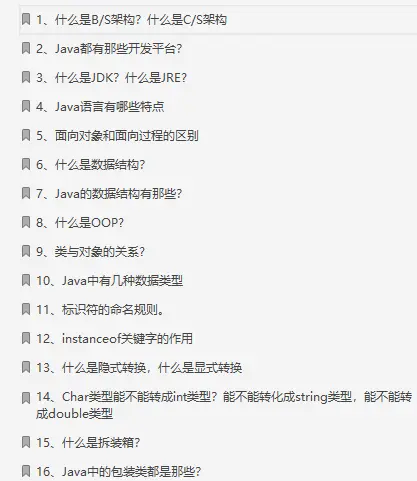 1、什么是B/S架构？什么是C/S架构
2、Java都有那些开发平台？
3、什么是JDK？什么是JRE？
4、Java语言有哪些特点
5、面向对象和面向过程的区别
6、什么是数据结构？
7、Java的数据结构有那些？
8、什么是OOP？
9、类与对象的关系？
10、Java中有几种数据类型
11、标识符的命名规则。
12、instanceof关键字的作用
13、什么是隐式转换，什么是显式转换
14、Char类型能不能转成int类型？能不能转化成string类型，能不能转
成double类型
15、什么是拆装箱？
16、Java中的包装类都是那些？